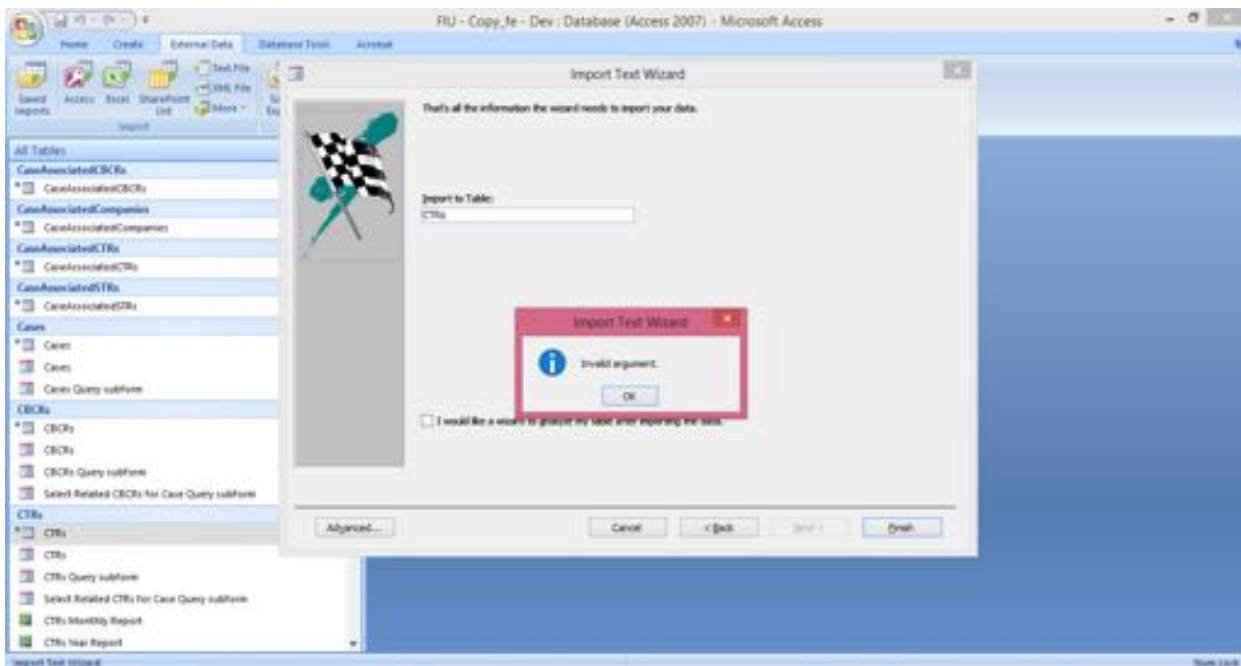 FIU - Copy_fe - Dev : Database (Access 2007) - Microsoft Access
Home Create External Data Database Tools Acrobat
Saved Imports Access Excel SharePoint List Text File XML File More
Import
Import Text Wizard
That's all the information the wizard needs to import your data.
All Tables
CaseAssociatedCBCRs
CaseAssociatedCBCRs
CaseAssociatedCompanies
CaseAssociatedCompanies
CaseAssociatedCTRs
CaseAssociatedCTRs
CaseAssociatedSTRs
CaseAssociatedSTRs
Cases
Cases
Cases
Cases Query subform
CBCRs
CBCRs
CBCRs
CBCRs Query subform
Select Related CBCRs for Case Query subform
CTRs
CTRs
CTRs
CTRs Query subform
Select Related CTRs for Case Query subform
CTRs Monthly Report
CTRs Year Report
Import to Table:
CTRs
Import Text Wizard
Invalid argument.
OK
I would like a wizard to analyze my table after importing the data.
Advanced... Cancel < Back Next > Finish
Import Text Wizard
Num Lock